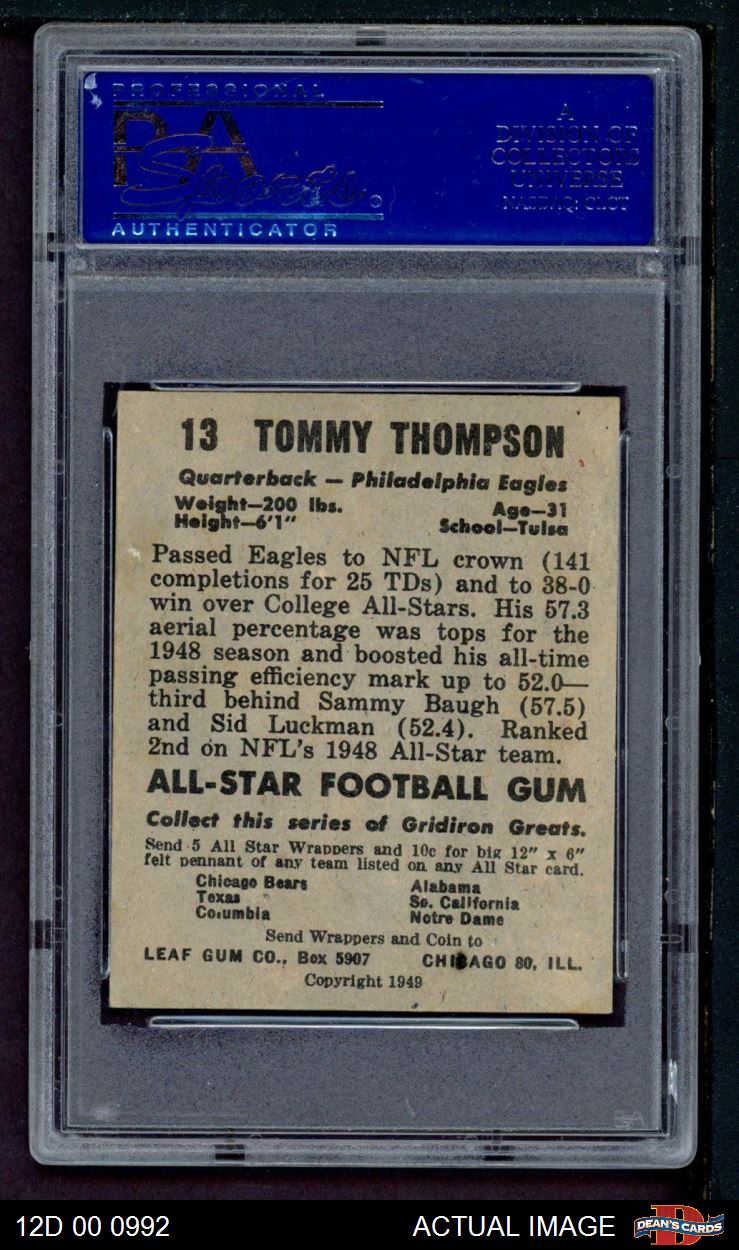 PROFESSIONAL
PSA
Sports
AUTHENTICATOR
A
DIVISION OF
COLLECTORS
UNIVERSE
NASDAQ: CLCT
13 TOMMY THOMPSON
Quarterback — Philadelphia Eagles
Weight—200 lbs. Age—31
Height—6'1" School—Tulsa
Passed Eagles to NFL crown (141
completions for 25 TDs) and to 38-0
win over College All-Stars. His 57.3
aerial percentage was tops for the
1948 season and boosted his all-time
passing efficiency mark up to 52.0—
third behind Sammy Baugh (57.5)
and Sid Luckman (52.4). Ranked
2nd on NFL's 1948 All-Star team.
ALL-STAR FOOTBALL GUM
Collect this series of Gridiron Greats.
Send 5 All Star Wrappers and 10c for big 12" x 6"
felt pennant of any team listed on any All Star card.
Chicago Bears Alabama
Texas So. California
Columbia Notre Dame
Send Wrappers and Coin to
LEAF GUM CO., Box 5907 CHICAGO 80, ILL.
Copyright 1949
PSA
12D 00 0992 ACTUAL IMAGE D DEAN'S CARDS